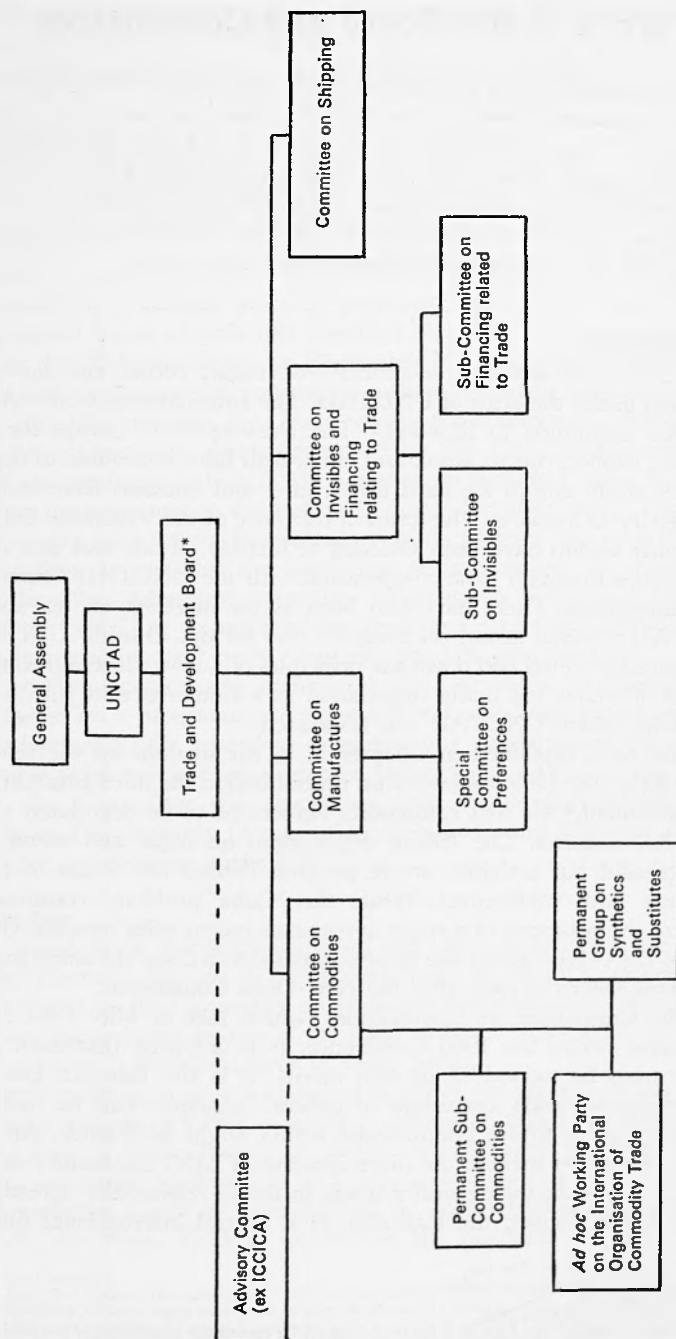 General Assembly
UNCTAD
Trade and Development Board*
Advisory Committee
(ex ICCICA)
Committee on
Commodities
Committee on
Manufactures
Committee on
Invisibles and
Financing
relating to Trade
Committee on Shipping
Permanent Sub-
Committee on
Commodities
Permanent
Group on
Synthetics
and
Substitutes
Special
Committee on
Preferences
Sub-Committee
on Invisibles
Sub-Committee on
Financing related
to Trade
Ad hoc Working Party
on the International
Organisation of
Commodity Trade